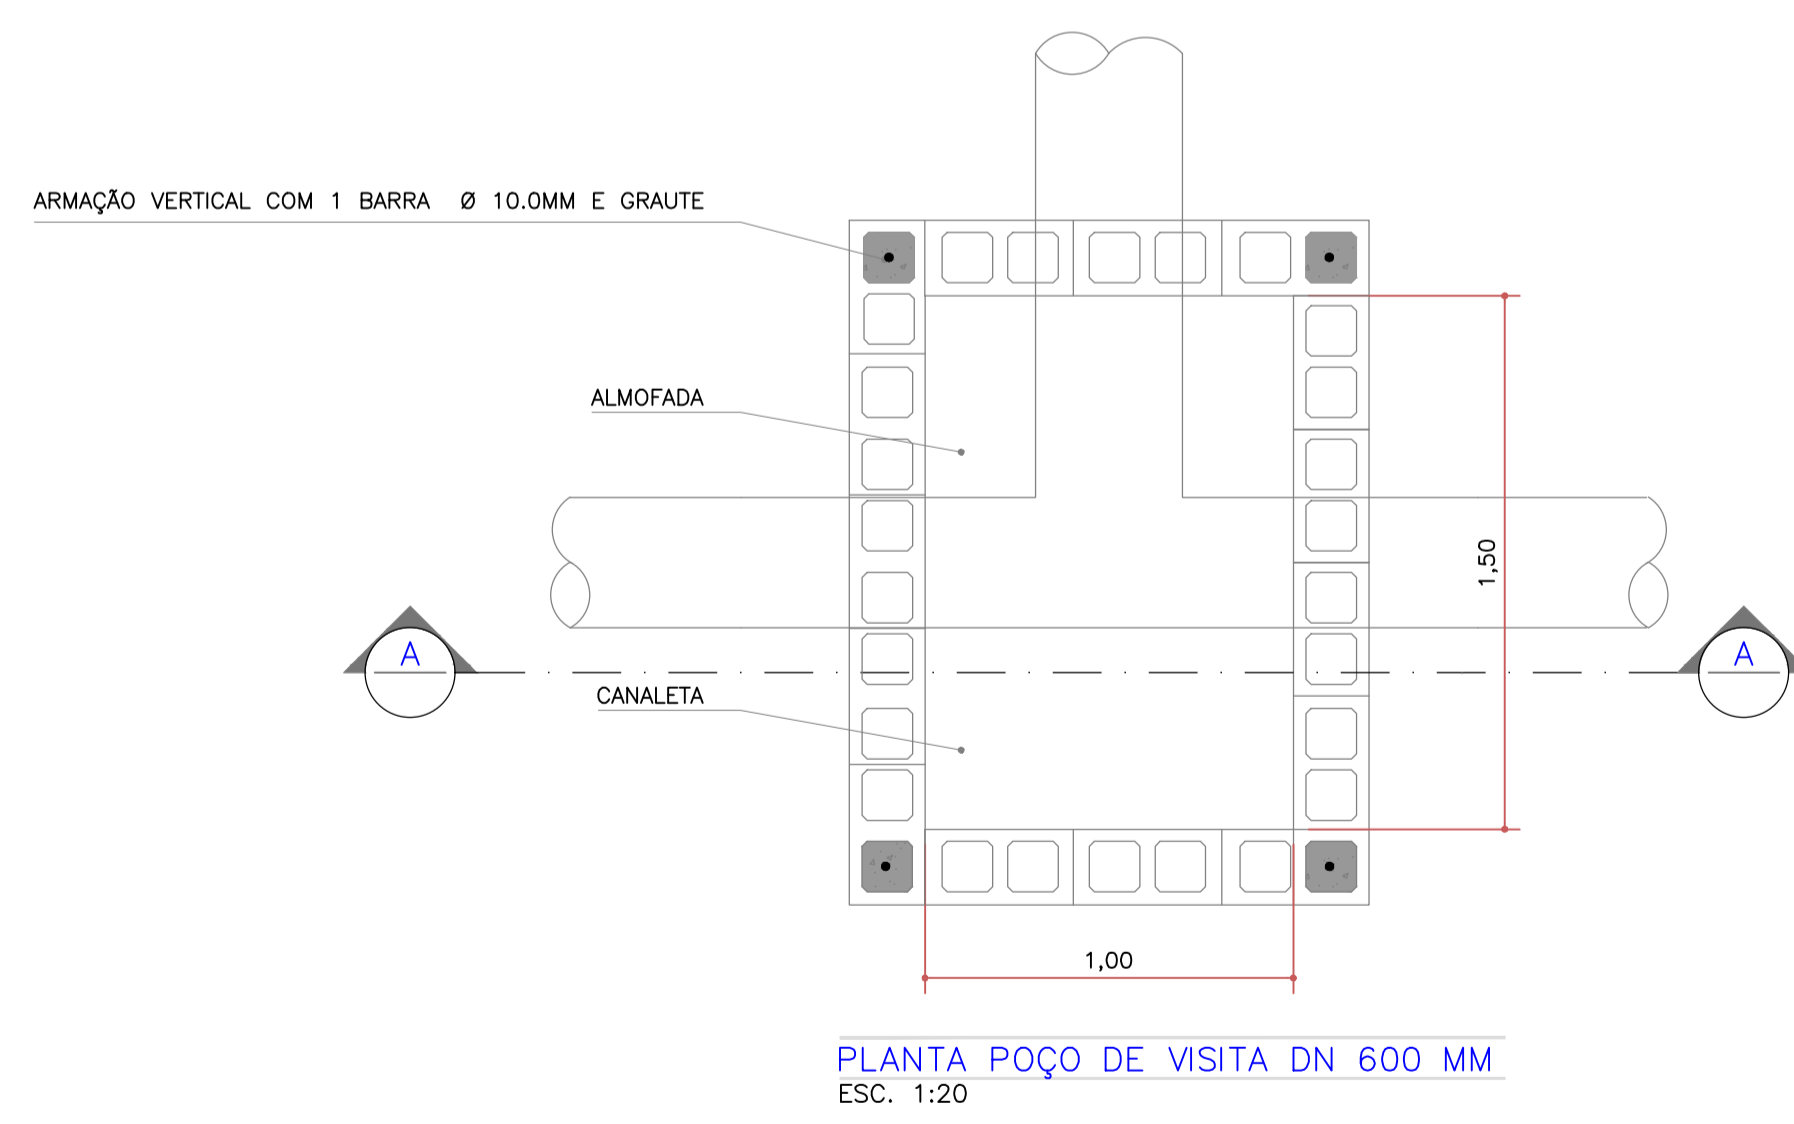 ARMAÇÃO VERTICAL COM 1 BARRA Ø 10.0MM E GRAUTE
ALMOFADA
1,50
A
A
CANALETA
1,00
PLANTA POÇO DE VISITA DN 600 MM
ESC. 1:20